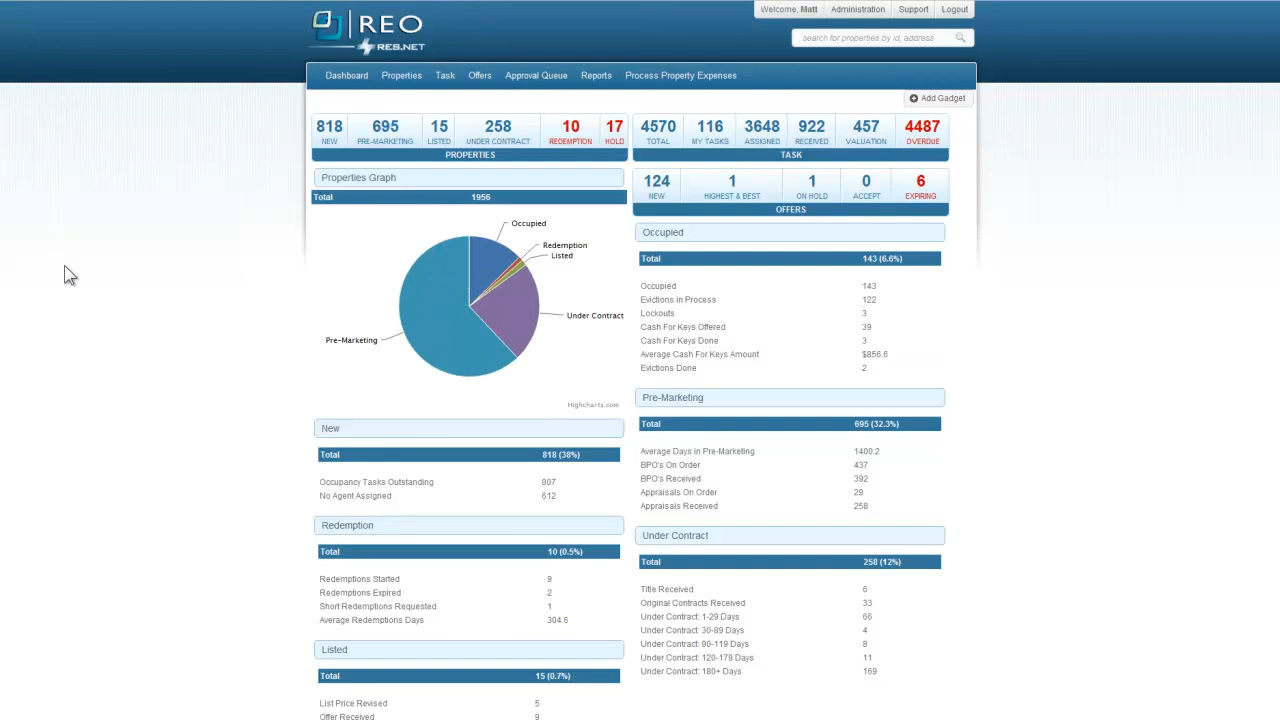 Welcome, Matt Administration Support Logout
REO
RES.NET
search for properties by id, address
Dashboard Properties Task Offers Approval Queue Reports Process Property Expenses
Add Gadget
818 695 15 258 10 17
NEW PRE-MARKETING LISTED UNDER CONTRACT REDEMPTION HOLD
PROPERTIES
4570 116 3648 922 457 4487
TOTAL MY TASKS ASSIGNED RECEIVED VALUATION OVERDUE
TASK
124 1 1 0 6
NEW HIGHEST & BEST ON HOLD ACCEPT EXPIRING
OFFERS
Properties Graph
Total 1956
Occupied
Redemption
Listed
Under Contract
Pre-Marketing
Highcharts.com
New
Total 818 (38%)
Occupancy Tasks Outstanding 807
No Agent Assigned 612
Redemption
Total 10 (0.5%)
Redemptions Started 9
Redemptions Expired 2
Short Redemptions Requested 1
Average Redemptions Days 304.6
Listed
Total 15 (0.7%)
List Price Revised 5
Offer Received 9
Occupied
Total 143 (6.6%)
Occupied 143
Evictions in Process 122
Lockouts 3
Cash For Keys Offered 39
Cash For Keys Done 3
Average Cash For Keys Amount $856.6
Evictions Done 2
Pre-Marketing
Total 695 (32.3%)
Average Days in Pre-Marketing 1400.2
BPO's On Order 437
BPO's Received 392
Appraisals On Order 29
Appraisals Received 258
Under Contract
Total 258 (12%)
Title Received 6
Original Contracts Received 33
Under Contract: 1-29 Days 66
Under Contract: 30-89 Days 4
Under Contract: 90-119 Days 8
Under Contract: 120-179 Days 11
Under Contract: 180+ Days 169